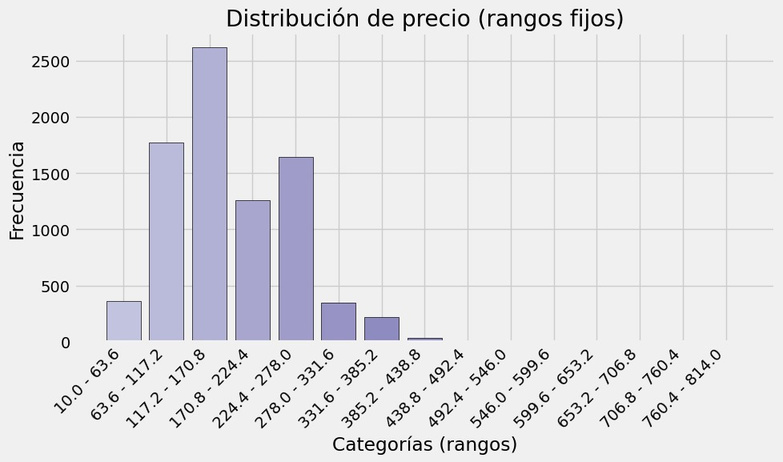 Distribución de precio (rangos fijos)
Frecuencia
2500
2000
1500
1000
500
0
10.0 - 63.6
63.6 - 117.2
117.2 - 170.8
170.8 - 224.4
224.4 - 278.0
278.0 - 331.6
331.6 - 385.2
385.2 - 438.8
438.8 - 492.4
492.4 - 546.0
546.0 - 599.6
599.6 - 653.2
653.2 - 706.8
706.8 - 760.4
760.4 - 814.0
Categorías (rangos)